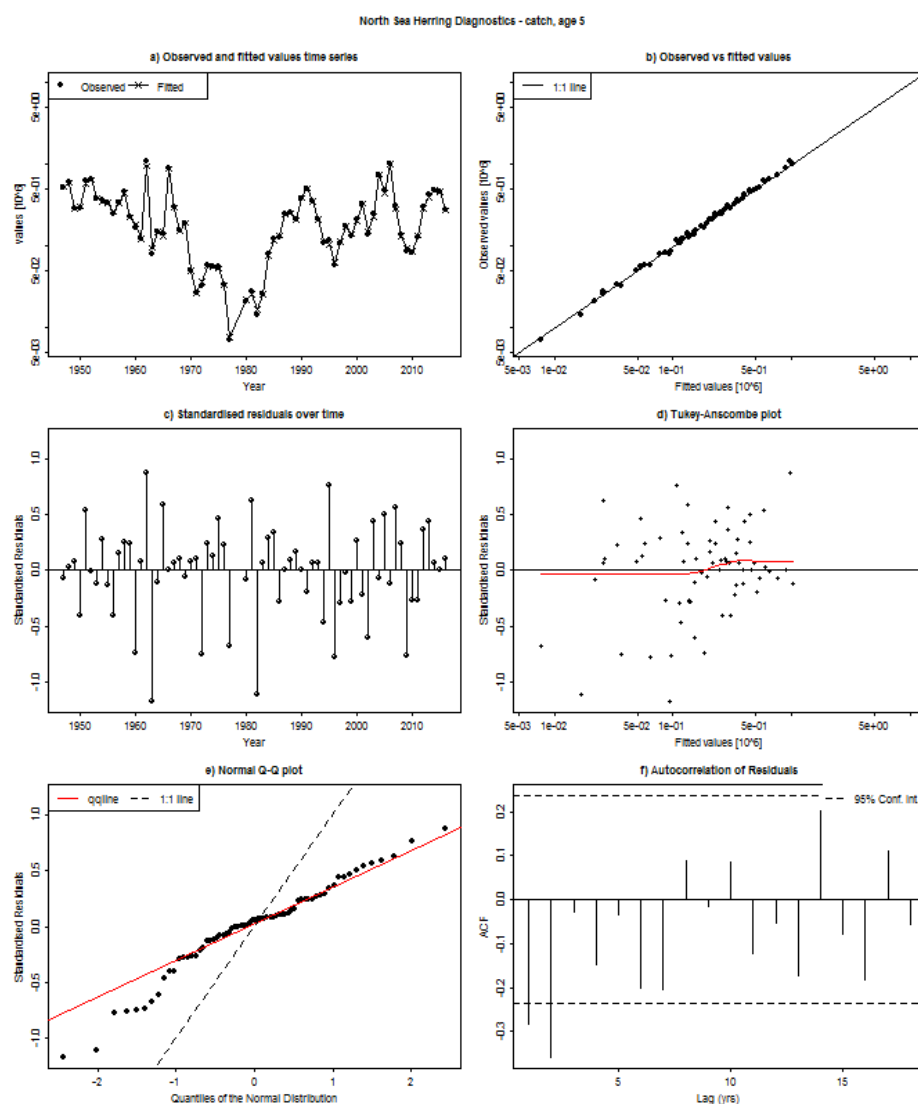 North Sea Herring Diagnostics - catch, age 5
a) Observed and fitted values time series
Observed Fitted
values [10^6]
5e-03 5e-02 5e-01 5e+00
1950 1960 1970 1980 1990 2000 2010
Year
b) Observed vs fitted values
1:1 line
Observed values [10^6]
5e-03 5e-02 5e-01 5e+00
5e-03 1e-02 5e-02 1e-01 5e-01 5e+00
Fitted values [10^6]
c) Standardised residuals over time
Standardised Residuals
-1.0 -0.5 0.0 0.5 1.0
1950 1960 1970 1980 1990 2000 2010
Year
d) Tukey-Anscombe plot
Standardised Residuals
-1.0 -0.5 0.0 0.5 1.0
5e-03 1e-02 5e-02 1e-01 5e-01 5e+00
Fitted values [10^6]
e) Normal Q-Q plot
qqline 1:1 line
Standardised Residuals
-1.0 -0.5 0.0 0.5 1.0
-2 -1 0 1 2
Quantiles of the Normal Distribution
f) Autocorrelation of Residuals
95% Conf. Int
ACF
-0.3 -0.2 -0.1 0.0 0.1 0.2
5 10 15
Lag (yrs)